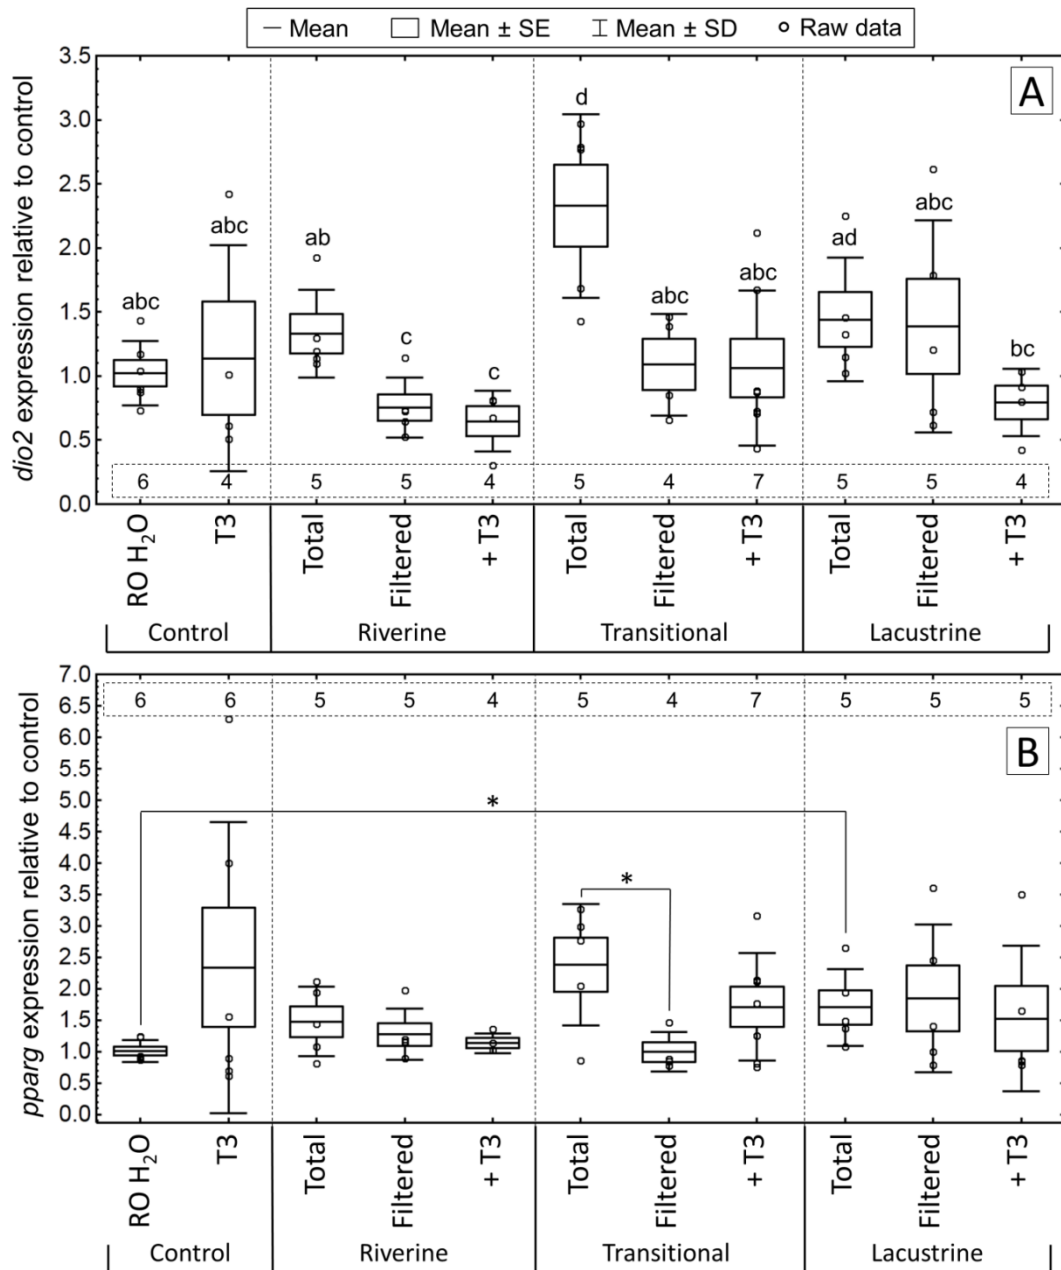 Mean Mean ± SE Mean ± SD Raw data
A
dio2 expression relative to control
3.5
3.0
2.5
2.0
1.5
1.0
0.5
0.0
abc abc ab c c d abc abc ad abc bc
6 4 5 5 4 5 4 7 5 5 4
RO H₂O T3 Total Filtered + T3 Total Filtered + T3 Total Filtered + T3
Control Riverine Transitional Lacustrine
B
pparg expression relative to control
7.0
6.5
6.0
5.5
5.0
4.5
4.0
3.5
3.0
2.5
2.0
1.5
1.0
0.5
0.0
6 6 5 5 4 5 4 7 5 5 5
*
*
RO H₂O T3 Total Filtered + T3 Total Filtered + T3 Total Filtered + T3
Control Riverine Transitional Lacustrine